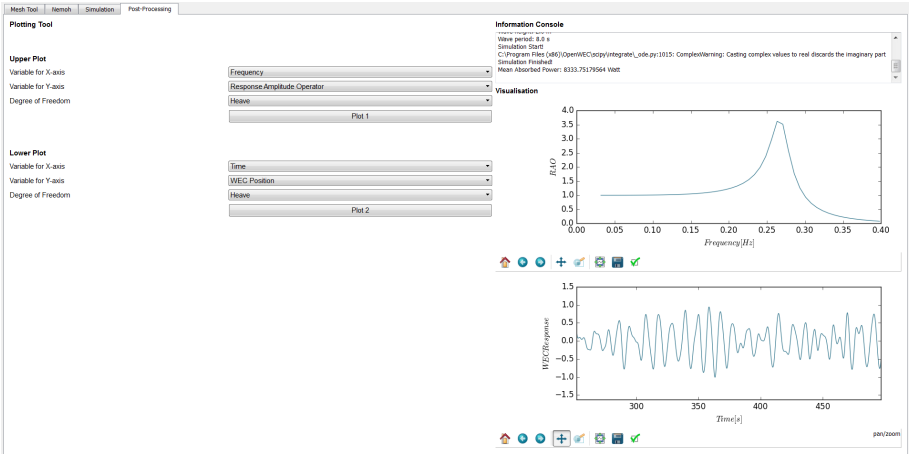 Mesh Tool Nemoh Simulation Post-Processing
Plotting Tool
Upper Plot
Variable for X-axis Frequency
Variable for Y-axis Response Amplitude Operator
Degree of Freedom Heave
Plot 1
Lower Plot
Variable for X-axis Time
Variable for Y-axis WEC Position
Degree of Freedom Heave
Plot 2
Information Console
Wave period: 8.0 s
Simulation Start!
C:\Program Files (x86)\OpenWEC\scipy\integrate\_ode.py:1015: ComplexWarning: Casting complex values to real discards the imaginary part
Simulation Finished!
Mean Absorbed Power: 8333.75179564 Watt
Visualisation
4.0
3.5
3.0
2.5
2.0
1.5
1.0
0.5
0.0
RAO
0.00 0.05 0.10 0.15 0.20 0.25 0.30 0.35 0.40
Frequency[Hz]
1.5
1.0
0.5
0.0
−0.5
−1.0
−1.5
WECResponse
300 350 400 450
Time[s]
pan/zoom